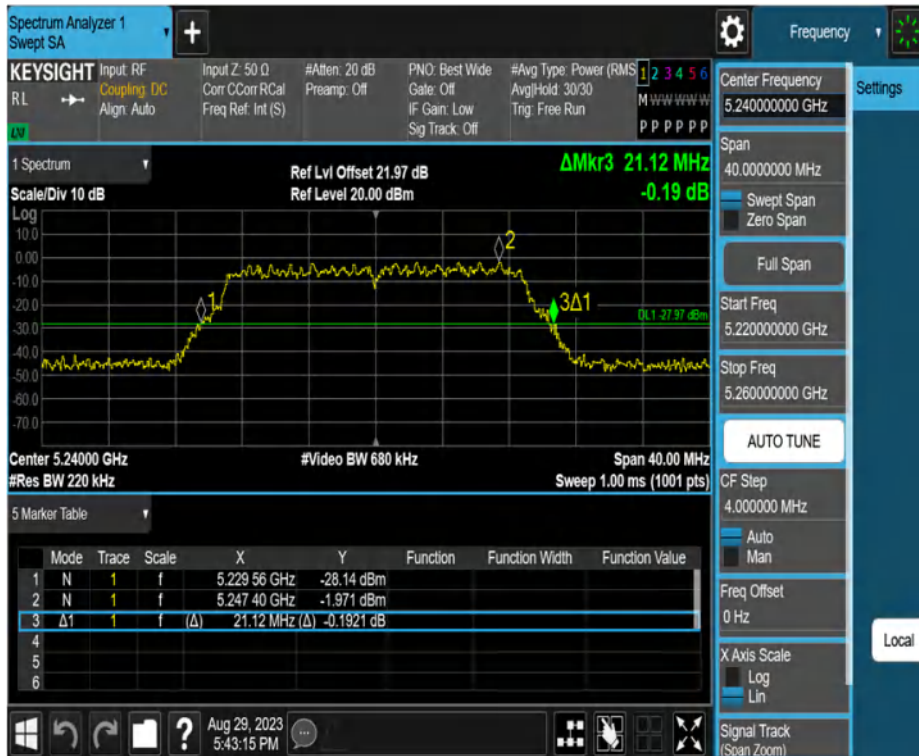 Spectrum Analyzer 1
Swept SA
Frequency
KEYSIGHT
RL
LXI
Input: RF
Coupling: DC
Align: Auto
Input Z: 50 Ω
Corr CCorr RCal
Freq Ref: Int (S)
#Atten: 20 dB
Preamp: Off
PNO: Best Wide
Gate: Off
IF Gain: Low
Sig Track: Off
#Avg Type: Power (RMS
Avg|Hold: 30/30
Trig: Free Run
1 2 3 4 5 6
M W W W W W
P P P P P P
Center Frequency
5.240000000 GHz
Settings
Span
40.0000000 MHz
Swept Span
Zero Span
Full Span
Start Freq
5.220000000 GHz
Stop Freq
5.260000000 GHz
AUTO TUNE
CF Step
4.000000 MHz
Auto
Man
Freq Offset
0 Hz
Local
X Axis Scale
Log
Lin
Signal Track
(Span Zoom)
1 Spectrum
Scale/Div 10 dB
Ref Lvl Offset 21.97 dB
Ref Level 20.00 dBm
ΔMkr3 21.12 MHz
-0.19 dB
Log
10.0
0.00
-10.0
-20.0
-30.0
-40.0
-50.0
-60.0
-70.0
1
2
3Δ1
DL1 -27.97 dBm
Center 5.24000 GHz
#Video BW 680 kHz
Span 40.00 MHz
#Res BW 220 kHz
Sweep 1.00 ms (1001 pts)
5 Marker Table
Mode Trace Scale X Y Function Function Width Function Value
1 N 1 f 5.229 56 GHz -28.14 dBm
2 N 1 f 5.247 40 GHz -1.971 dBm
3 Δ1 1 f (Δ) 21.12 MHz (Δ) -0.1921 dB
4
5
6
?
Aug 29, 2023
5:43:15 PM